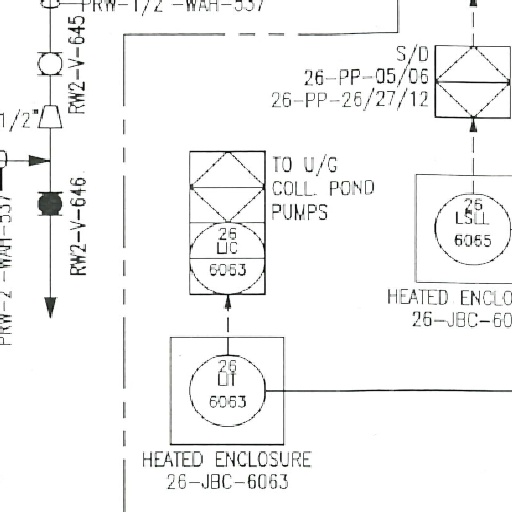 PRW-1/2"-WAH-537
RW2-V-645
1/2"
RW2-V-646
PRW-2"-WAH-537
S/D
26-PP-05/06
26-PP-26/27/12
TO U/G
COLL. POND
PUMPS
26
LIC
6063
26
LSLL
6065
HEATED ENCLO
26-JBC-60
26
LIT
6063
HEATED ENCLOSURE
26-JBC-6063